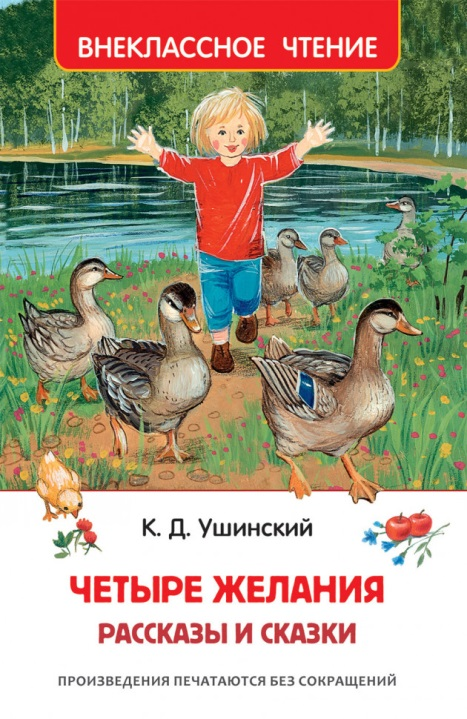 ВНЕКЛАССНОЕ ЧТЕНИЕ
К. Д. Ушинский
ЧЕТЫРЕ ЖЕЛАНИЯ
РАССКАЗЫ И СКАЗКИ
ПРОИЗВЕДЕНИЯ ПЕЧАТАЮТСЯ БЕЗ СОКРАЩЕНИЙ